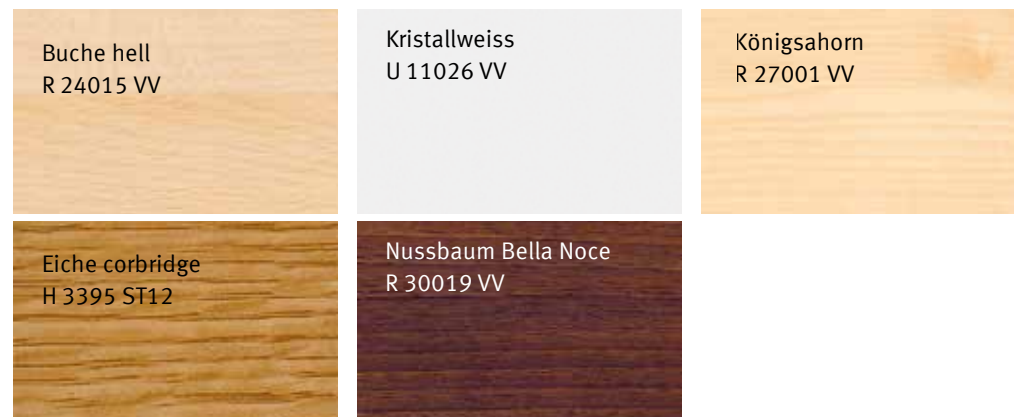 Buche hell
R 24015 VV
Kristallweiss
U 11026 VV
Königsahorn
R 27001 VV
Eiche corbridge
H 3395 ST12
Nussbaum Bella Noce
R 30019 VV